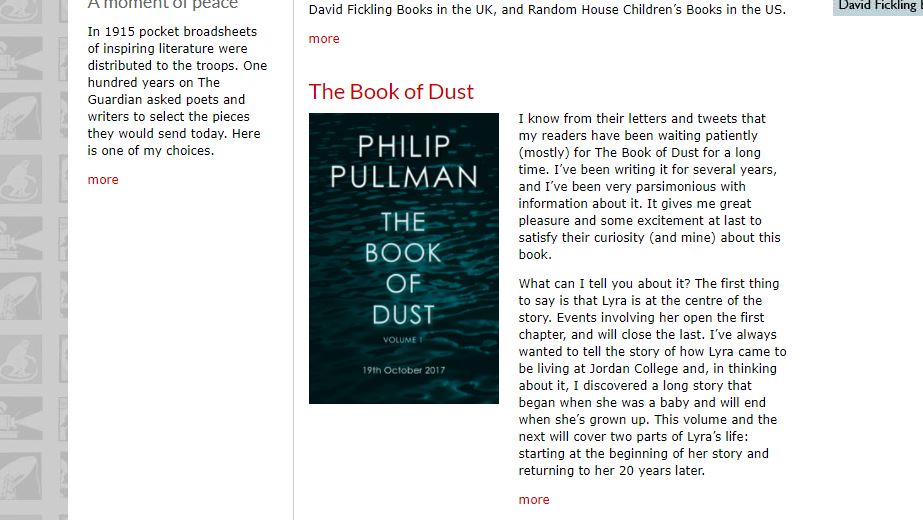 A moment of peace
In 1915 pocket broadsheets
of inspiring literature were
distributed to the troops. One
hundred years on The
Guardian asked poets and
writers to select the pieces
they would send today. Here
is one of my choices.
more
David Fickling Books in the UK, and Random House Children’s Books in the US.
more
The Book of Dust
PHILIP
PULLMAN
THE
BOOK
OF
DUST
VOLUME 1
19th October 2017
I know from their letters and tweets that
my readers have been waiting patiently
(mostly) for The Book of Dust for a long
time. I’ve been writing it for several years,
and I’ve been very parsimonious with
information about it. It gives me great
pleasure and some excitement at last to
satisfy their curiosity (and mine) about this
book.
What can I tell you about it? The first thing
to say is that Lyra is at the centre of the
story. Events involving her open the first
chapter, and will close the last. I’ve always
wanted to tell the story of how Lyra came to
be living at Jordan College and, in thinking
about it, I discovered a long story that
began when she was a baby and will end
when she’s grown up. This volume and the
next will cover two parts of Lyra’s life:
starting at the beginning of her story and
returning to her 20 years later.
more
David Fickling